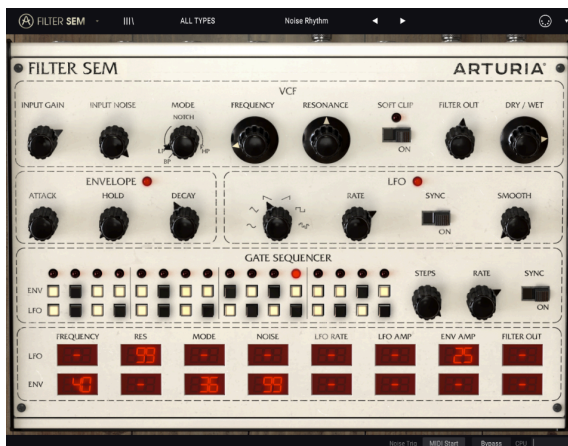 FILTER SEM
ALL TYPES
Noise Rhythm
FILTER SEM
ARTURIA
VCF
INPUT GAIN
INPUT NOISE
MODE
FREQUENCY
RESONANCE
SOFT CLIP
FILTER OUT
DRY / WET
NOTCH
LP
HP
BP
ON
ENVELOPE
LFO
ATTACK
HOLD
DECAY
RATE
SYNC
SMOOTH
ON
GATE SEQUENCER
STEPS
RATE
SYNC
ENV
LFO
ON
FREQUENCY RES MODE NOISE LFO RATE LFO AMP ENV AMP FILTER OUT
LFO - 99 - - - - 25 -
ENV 40 - 36 99 - - - -
Noise Trip MIDI Start Bypass CPU